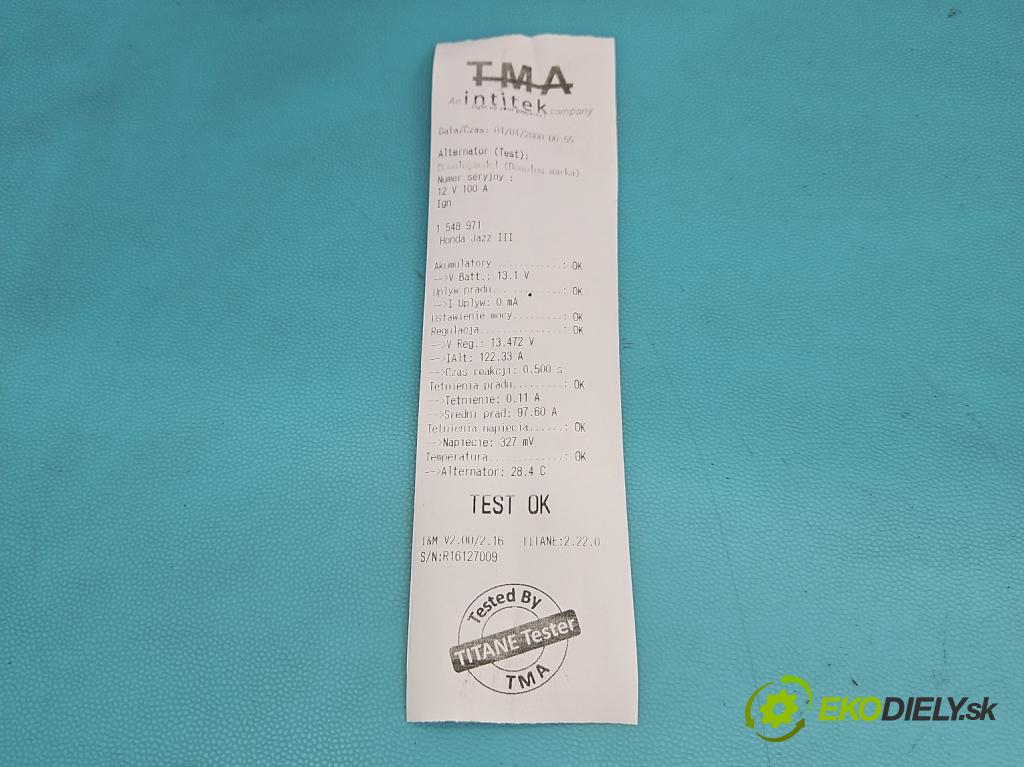 TMA
An intitek company
Data/Czas: 01/01/2000 00:55
Alternator (Test):
(Dowolna marka)
Numer seryjny :
12 V 100 A
Ign
1 548 971
Honda Jazz III
Akumulatory...........: OK
-->V Batt.: 13.1 V
Uplyw pradu...........: OK
-->I Uplyw: 0 mA
Ustawienie mocy........: OK
Regulacja.............: OK
-->V Reg.: 13.472 V
-->IAlt: 122.33 A
-->Czas reakcji: 0.500 s
Tetnienia pradu.........: OK
-->Tetnienie: 0.11 A
-->Sredni prad: 97.60 A
Tetnienia napiecia......: OK
-->Napiecie: 327 mV
Temperatura............: OK
-->Alternator: 28.4 C
TEST OK
T&M V2.00/2.16 TITANE:2.22.0
S/N:R16127009
Tested By
TITANE Tester
TMA
EKODIELY.sk